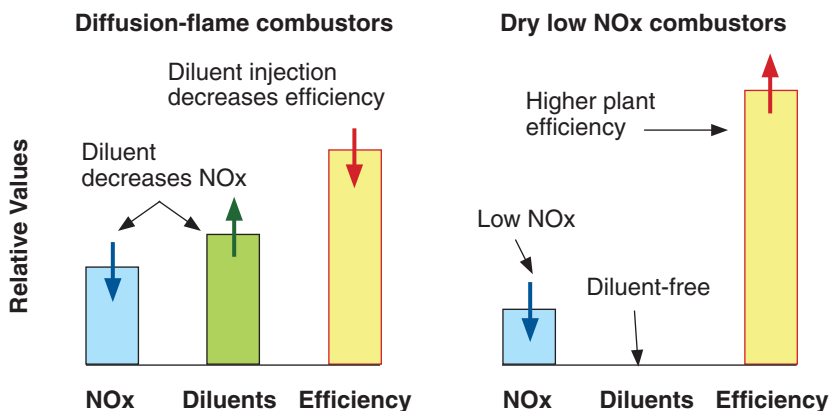 Diffusion-flame combustors
Diluent injection
decreases efficiency
Diluent
decreases NOx
Relative Values
NOx Diluents Efficiency
Dry low NOx combustors
Higher plant
efficiency
Low NOx
Diluent-free
NOx Diluents Efficiency